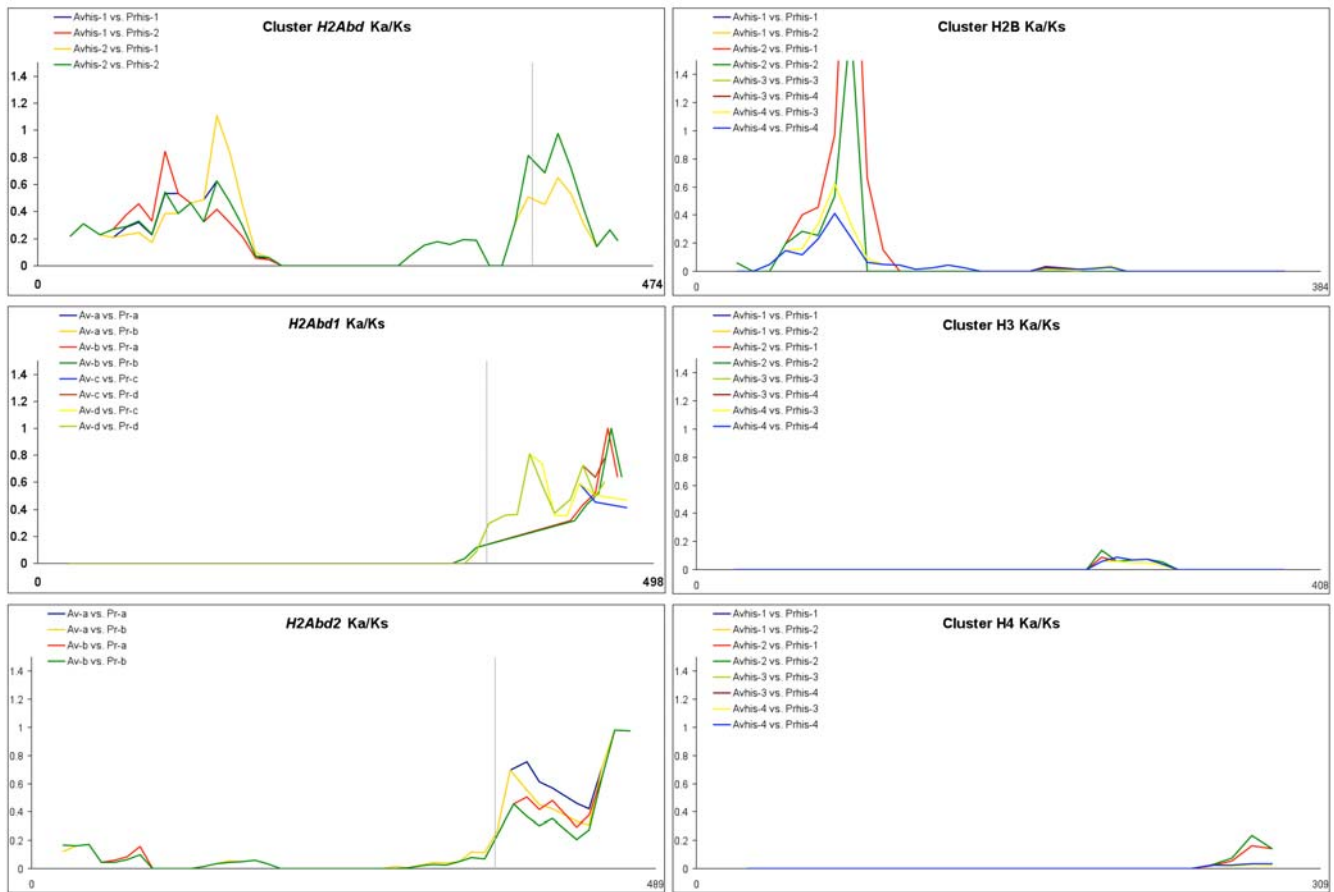 Cluster H2Abd Ka/Ks
Avhis-1 vs. Prhis-1
Avhis-1 vs. Prhis-2
Avhis-2 vs. Prhis-1
Avhis-2 vs. Prhis-2
1.4
1.2
1
0.8
0.6
0.4
0.2
0
0 474
Cluster H2B Ka/Ks
Avhis-1 vs. Prhis-1
Avhis-1 vs. Prhis-2
Avhis-2 vs. Prhis-1
Avhis-2 vs. Prhis-2
Avhis-3 vs. Prhis-3
Avhis-3 vs. Prhis-4
Avhis-4 vs. Prhis-3
Avhis-4 vs. Prhis-4
1.4
1.2
1
0.8
0.6
0.4
0.2
0
0 384
H2Abd1 Ka/Ks
Av-a vs. Pr-a
Av-a vs. Pr-b
Av-b vs. Pr-a
Av-b vs. Pr-b
Av-c vs. Pr-c
Av-c vs. Pr-d
Av-d vs. Pr-c
Av-d vs. Pr-d
1.4
1.2
1
0.8
0.6
0.4
0.2
0
0 498
Cluster H3 Ka/Ks
Avhis-1 vs. Prhis-1
Avhis-1 vs. Prhis-2
Avhis-2 vs. Prhis-1
Avhis-2 vs. Prhis-2
Avhis-3 vs. Prhis-3
Avhis-3 vs. Prhis-4
Avhis-4 vs. Prhis-3
Avhis-4 vs. Prhis-4
1.4
1.2
1
0.8
0.6
0.4
0.2
0
0 408
H2Abd2 Ka/Ks
Av-a vs. Pr-a
Av-a vs. Pr-b
Av-b vs. Pr-a
Av-b vs. Pr-b
1.4
1.2
1
0.8
0.6
0.4
0.2
0
0 489
Cluster H4 Ka/Ks
Avhis-1 vs. Prhis-1
Avhis-1 vs. Prhis-2
Avhis-2 vs. Prhis-1
Avhis-2 vs. Prhis-2
Avhis-3 vs. Prhis-3
Avhis-3 vs. Prhis-4
Avhis-4 vs. Prhis-3
Avhis-4 vs. Prhis-4
1.4
1.2
1
0.8
0.6
0.4
0.2
0
0 309